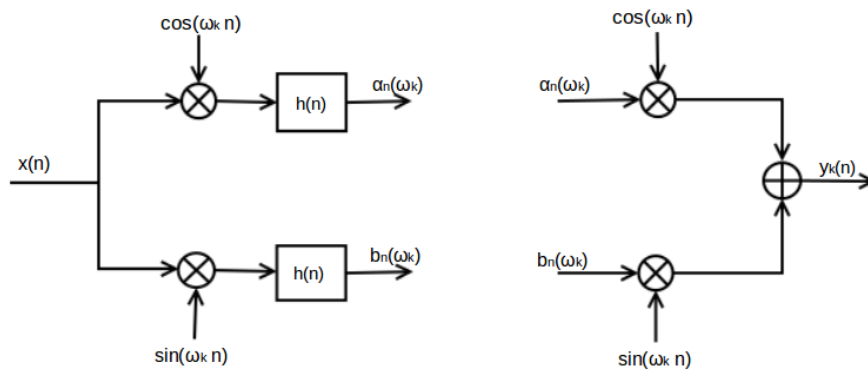 cos(ωₖ n)
x(n)
h(n)
αₙ(ωₖ)
h(n)
bₙ(ωₖ)
sin(ωₖ n)
cos(ωₖ n)
αₙ(ωₖ)
yₖ(n)
bₙ(ωₖ)
sin(ωₖ n)